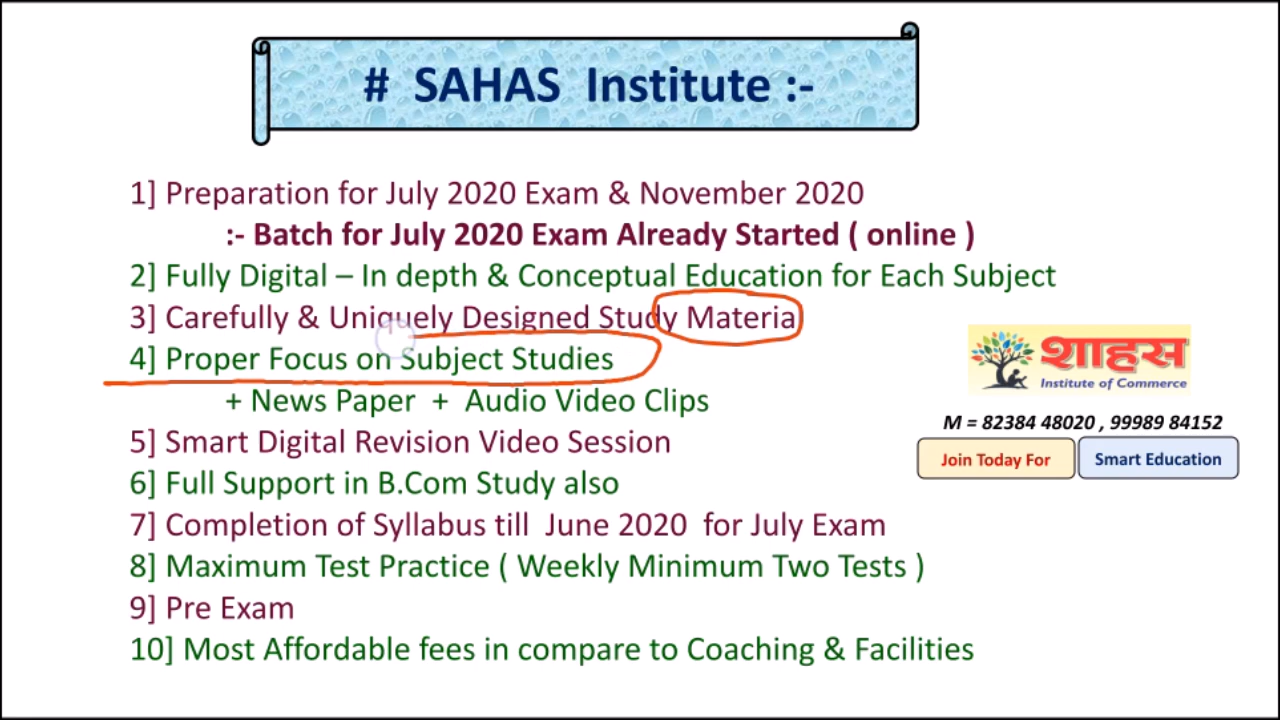 # SAHAS Institute :-
1] Preparation for July 2020 Exam & November 2020
:- Batch for July 2020 Exam Already Started ( online )
2] Fully Digital – In depth & Conceptual Education for Each Subject
3] Carefully & Uniquely Designed Study Material
4] Proper Focus on Subject Studies
+ News Paper + Audio Video Clips
5] Smart Digital Revision Video Session
6] Full Support in B.Com Study also
7] Completion of Syllabus till June 2020 for July Exam
8] Maximum Test Practice ( Weekly Minimum Two Tests )
9] Pre Exam
10] Most Affordable fees in compare to Coaching & Facilities
शाहस
Institute of Commerce
M = 82384 48020 , 99989 84152
Join Today For
Smart Education